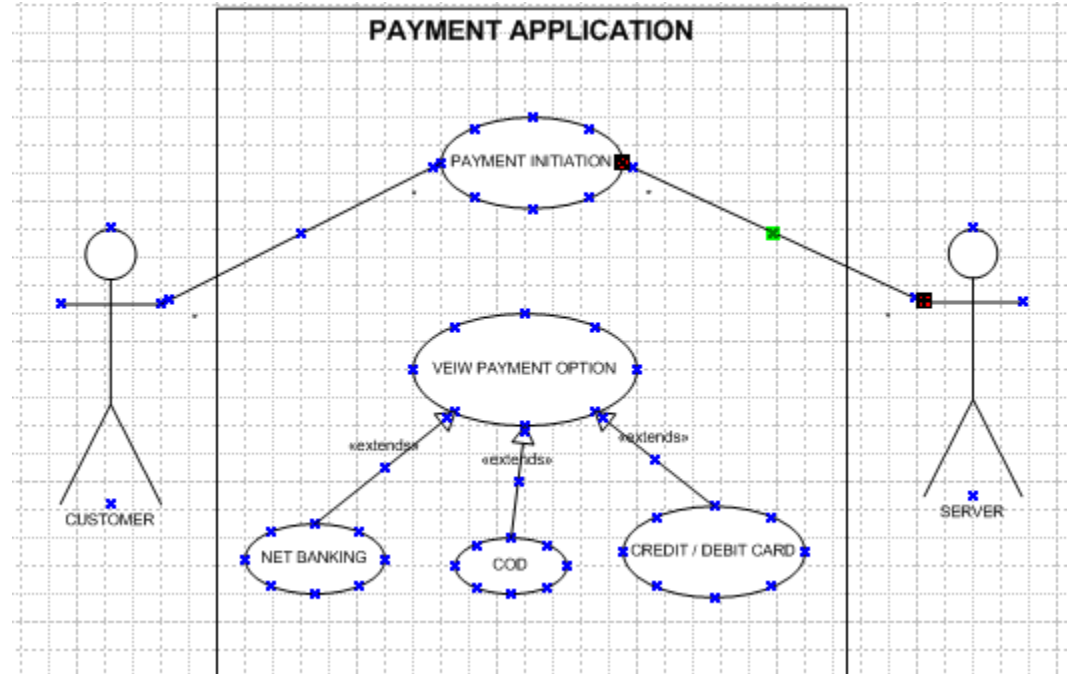 PAYMENT APPLICATION
PAYMENT INITIATION
VEIW PAYMENT OPTION
«extends»
«extends»
«extends»
CUSTOMER
SERVER
NET BANKING
COD
CREDIT / DEBIT CARD